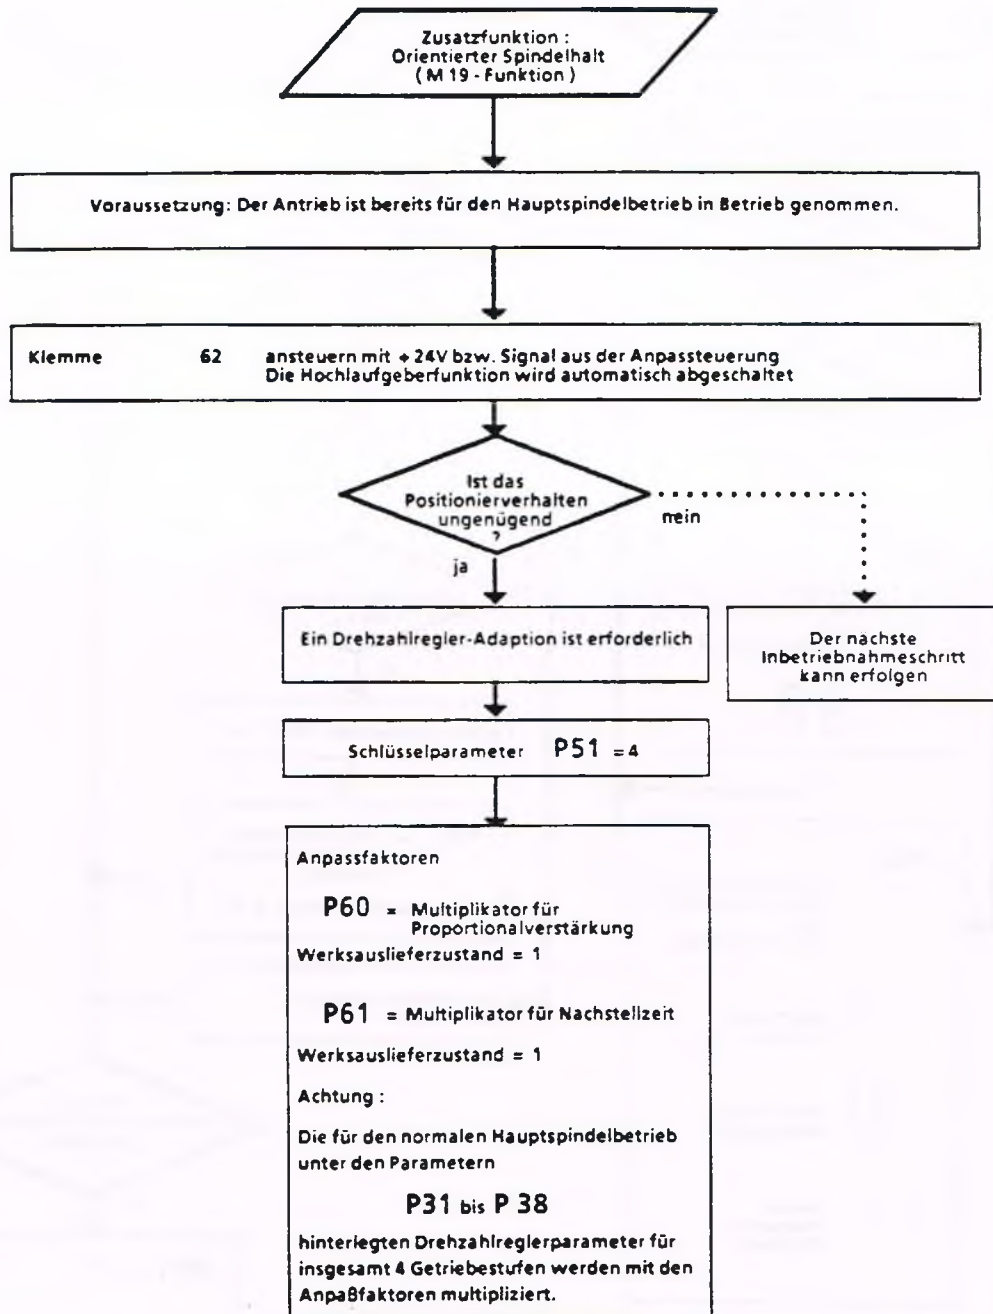 Zusatzfunktion :
Orientierter Spindelhalt
( M 19 - Funktion )
Voraussetzung: Der Antrieb ist bereits für den Hauptspindelbetrieb in Betrieb genommen.
Klemme 62 ansteuern mit + 24V bzw. Signal aus der Anpassteuerung
Die Hochlaufgeberfunktion wird automatisch abgeschaltet
Ist das
Positionierverhalten
ungenügend
?
nein
ja
Ein Drehzahlregler-Adaption ist erforderlich
Der nächste
Inbetriebnahmeschritt
kann erfolgen
Schlüsselparameter P51 = 4
Anpassfaktoren
P60 = Multiplikator für
Proportionalverstärkung
Werksauslieferzustand = 1
P61 = Multiplikator für Nachstellzeit
Werksauslieferzustand = 1
Achtung :
Die für den normalen Hauptspindelbetrieb
unter den Parametern
P31 bis P 38
hinterlegten Drehzahlreglerparameter für
insgesamt 4 Getriebestufen werden mit den
Anpaßfaktoren multipliziert.